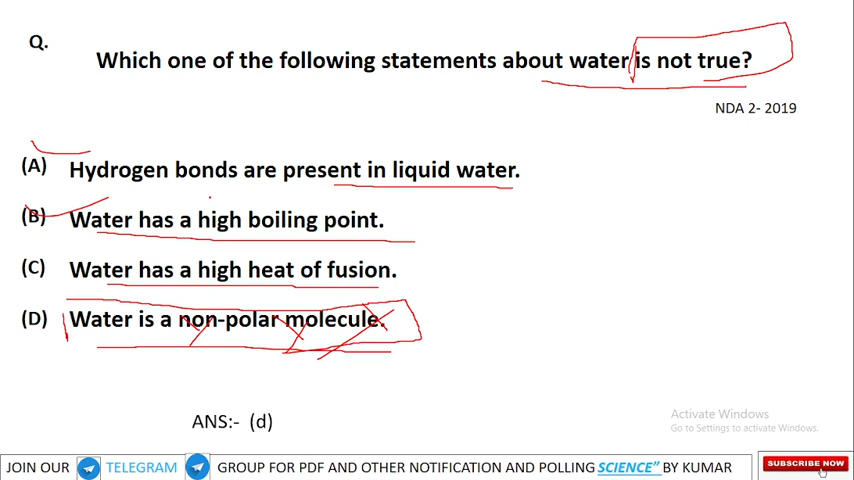 Q.
Which one of the following statements about water is not true?
NDA 2- 2019
(A) Hydrogen bonds are present in liquid water.
(B) Water has a high boiling point.
(C) Water has a high heat of fusion.
(D) Water is a non-polar molecule.
ANS:- (d)
Activate Windows
Go to Settings to activate Windows.
JOIN OUR TELEGRAM GROUP FOR PDF AND OTHER NOTIFICATION AND POLLING SCIENCE” BY KUMAR
SUBSCRIBE NOW